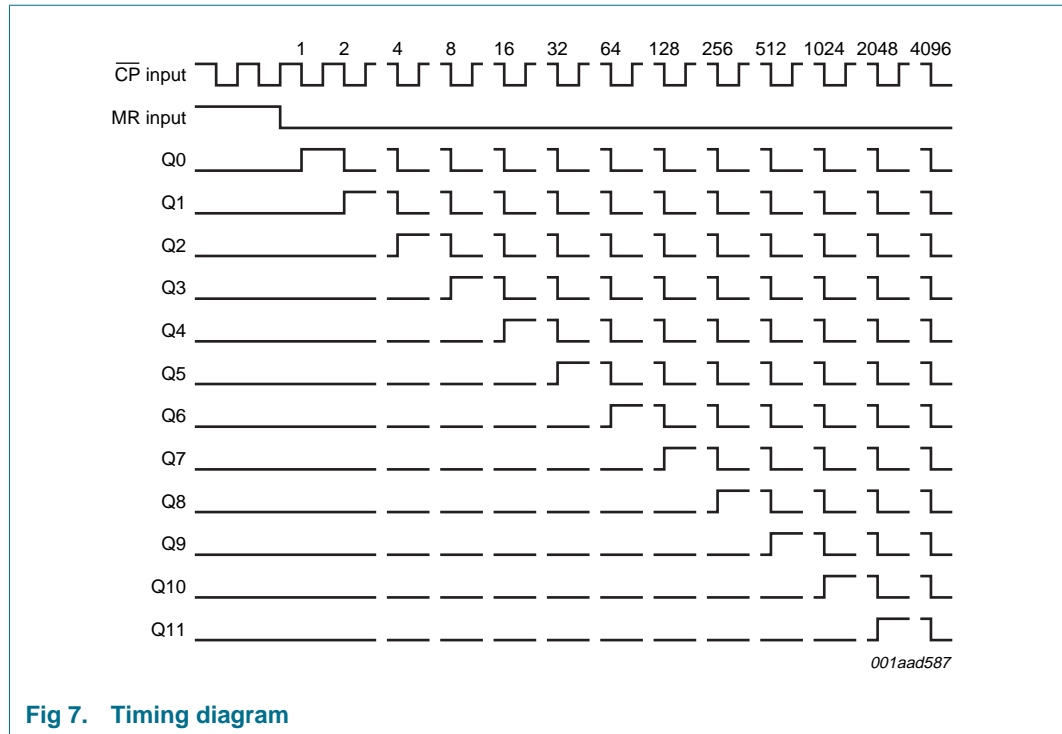 1 2 4 8 16 32 64 128 256 512 1024 2048 4096
CP input
MR input
Q0
Q1
Q2
Q3
Q4
Q5
Q6
Q7
Q8
Q9
Q10
Q11
001aad587
Fig 7. Timing diagram